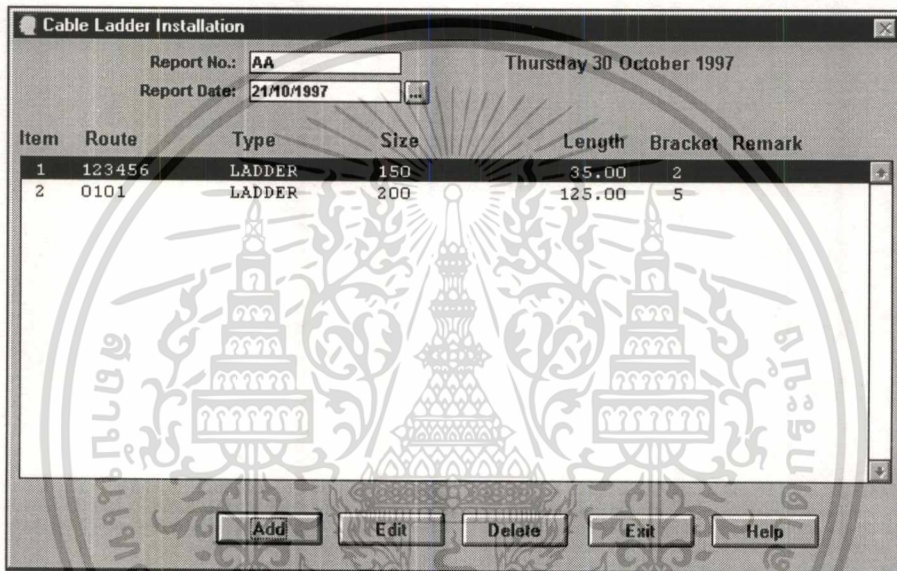 Cable Ladder Installation
Report No.: AA Thursday 30 October 1997
Report Date: 21/10/1997 ...
Item Route Type Size Length Bracket Remark
1 123456 LADDER 150 35.00 2
2 0101 LADDER 200 125.00 5
Add Edit Delete Exit Help